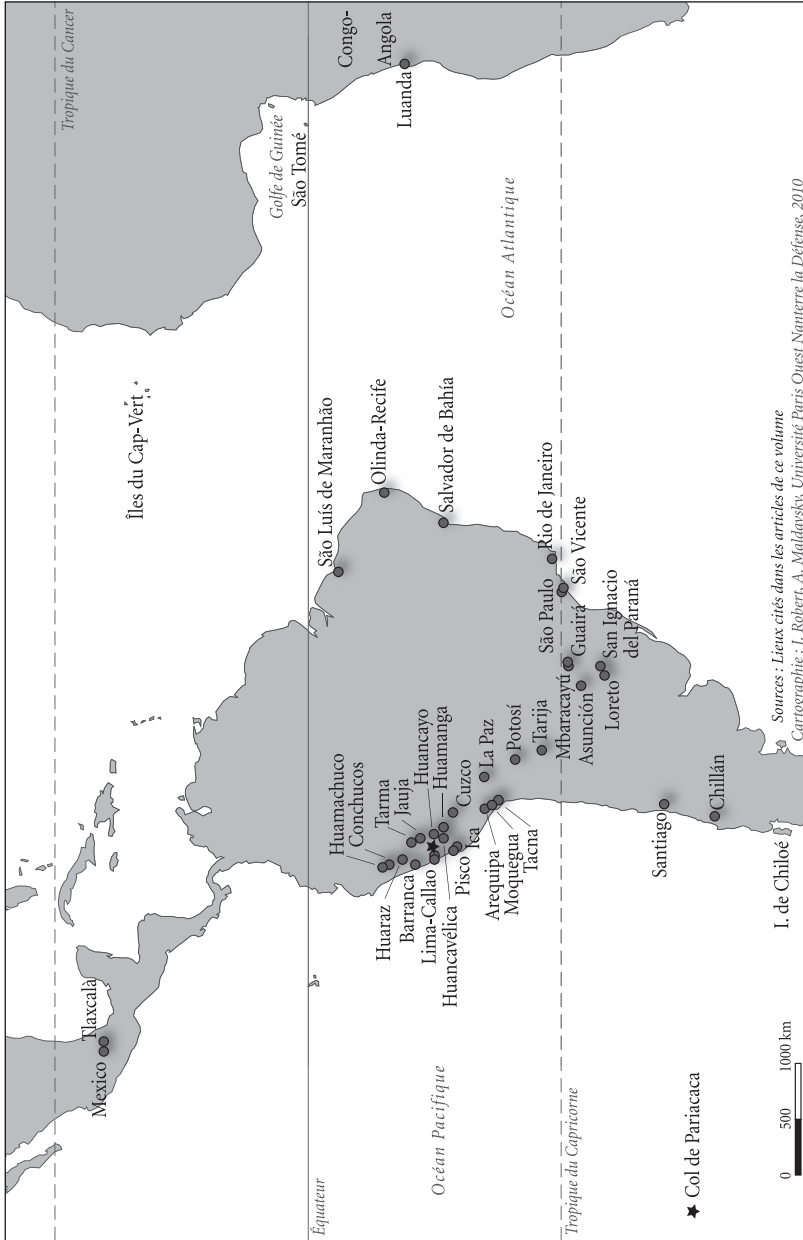 Tropique du Cancer
Congo-
Angola
Luanda
Golfe de Guinée
São Tomé
Îles du Cap-Vert
Océan Atlantique
Mexico
Tlaxcalà
Équateur
São Luís de Maranhão
Olinda-Recife
Salvador de Bahía
Rio de Janeiro
São Vicente
São Paulo
Guairá
San Ignacio
del Paraná
Mbaracayú
Asunción
Loreto
Huamachuco
Conchucos
Tarma
Jauja
Huancayo
Huamanga
Cuzco
La Paz
Potosí
Tarija
Huaraz
Barranca
Lima-Callao
Huancavélica
Pisco
Ica
Arequipa
Moquegua
Tacna
Océan Pacifique
Tropique du Capricorne
Santiago
Chillán
I. de Chiloé
Col de Pariacaca
0 500 1000 km
Sources : Lieux cités dans les articles de ce volume
Cartographie : J. Robert, A. Maldavsky, Université Paris Ouest Nanterre la Défense, 2010